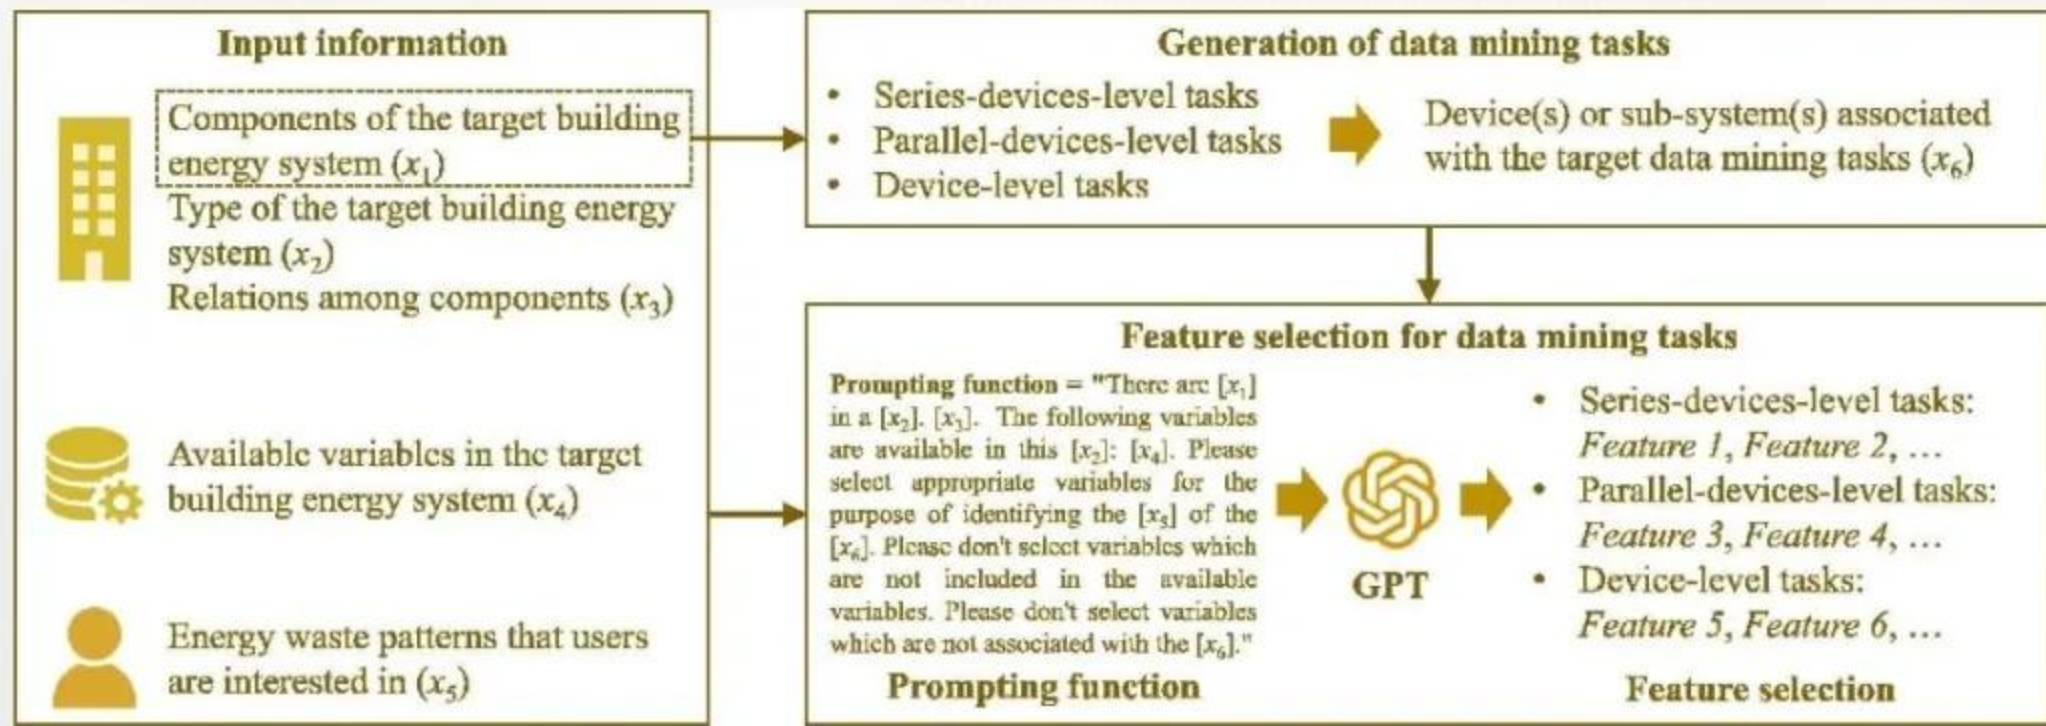 Input information
Components of the target building
energy system (x₁)
Type of the target building energy
system (x₂)
Relations among components (x₃)
Available variables in the target
building energy system (x₄)
Energy waste patterns that users
are interested in (x₅)
Generation of data mining tasks
• Series-devices-level tasks
• Parallel-devices-level tasks
• Device-level tasks
Device(s) or sub-system(s) associated
with the target data mining tasks (x₆)
Feature selection for data mining tasks
Prompting function = "There are [x₁]
in a [x₂]. [x₃]. The following variables
are available in this [x₂]: [x₄]. Please
select appropriate variables for the
purpose of identifying the [x₅] of the
[x₆]. Please don't select variables which
are not included in the available
variables. Please don't select variables
which are not associated with the [x₆]."
Prompting function
GPT
• Series-devices-level tasks:
Feature 1, Feature 2, …
• Parallel-devices-level tasks:
Feature 3, Feature 4, …
• Device-level tasks:
Feature 5, Feature 6, …
Feature selection